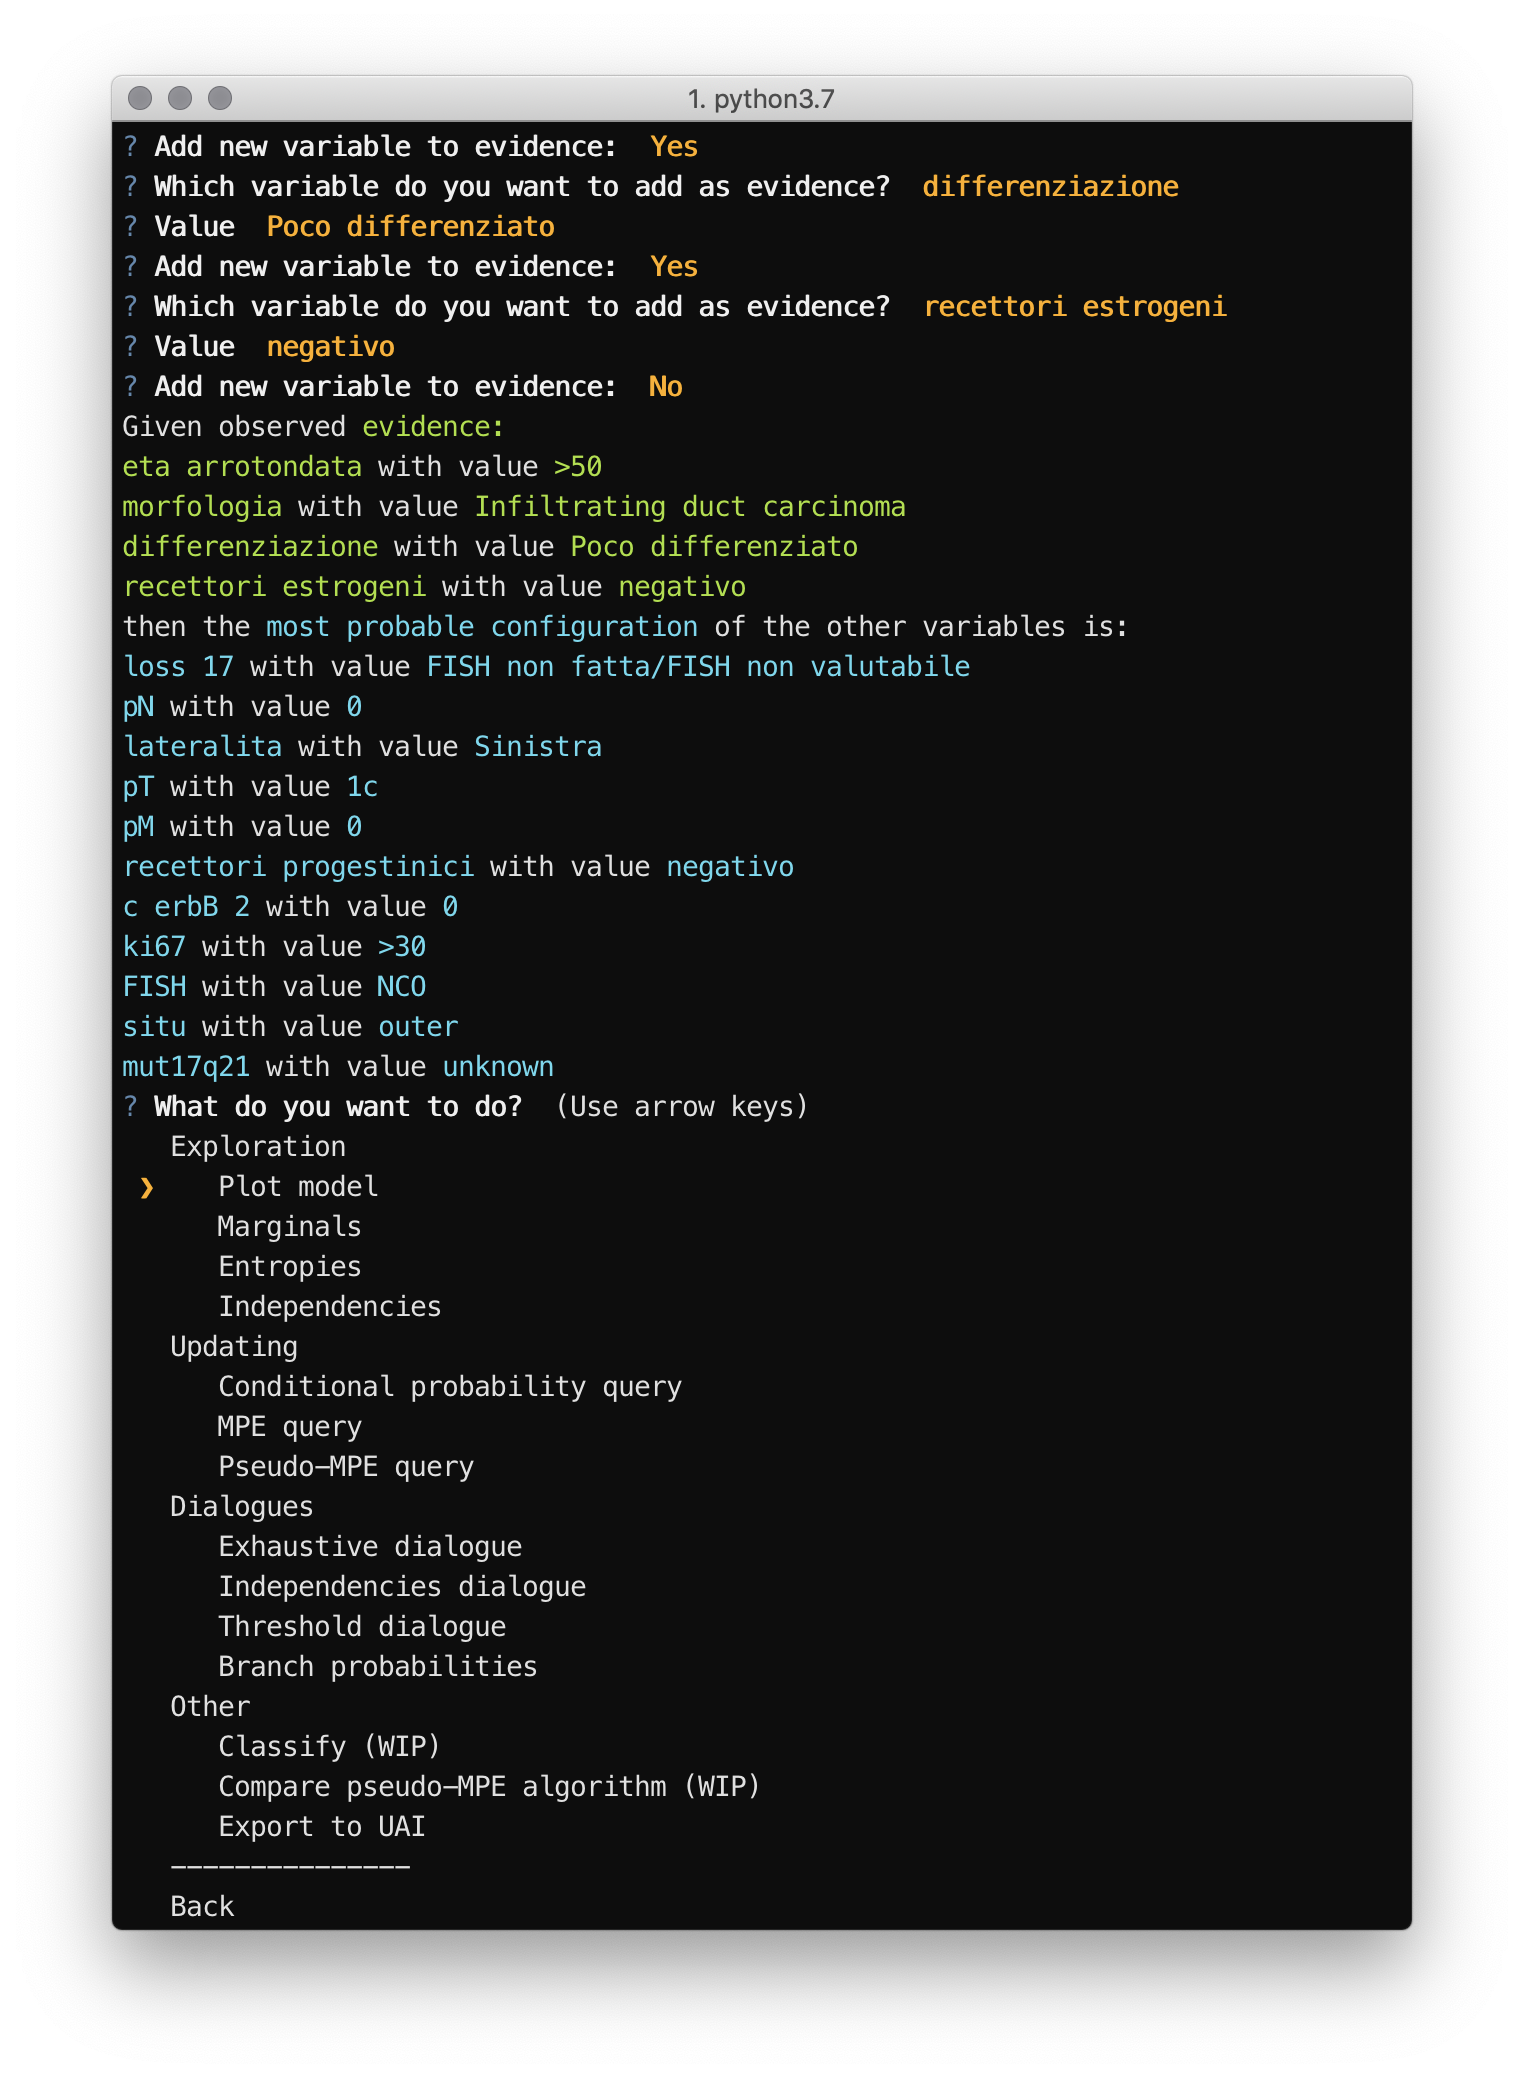 1. python3.7
? Add new variable to evidence:  Yes
? Which variable do you want to add as evidence?  differenziazione
? Value  Poco differenziato
? Add new variable to evidence:  Yes
? Which variable do you want to add as evidence?  recettori estrogeni
? Value  negativo
? Add new variable to evidence:  No
Given observed evidence:
eta arrotondata with value >50
morfologia with value Infiltrating duct carcinoma
differenziazione with value Poco differenziato
recettori estrogeni with value negativo
then the most probable configuration of the other variables is:
loss 17 with value FISH non fatta/FISH non valutabile
pN with value 0
lateralita with value Sinistra
pT with value 1c
pM with value 0
recettori progestinici with value negativo
c erbB 2 with value 0
ki67 with value >30
FISH with value NCO
situ with value outer
mut17q21 with value unknown
? What do you want to do?  (Use arrow keys)
Exploration
❯ Plot model
Marginals
Entropies
Independencies
Updating
Conditional probability query
MPE query
Pseudo-MPE query
Dialogues
Exhaustive dialogue
Independencies dialogue
Threshold dialogue
Branch probabilities
Other
Classify (WIP)
Compare pseudo-MPE algorithm (WIP)
Export to UAI
---------------
Back